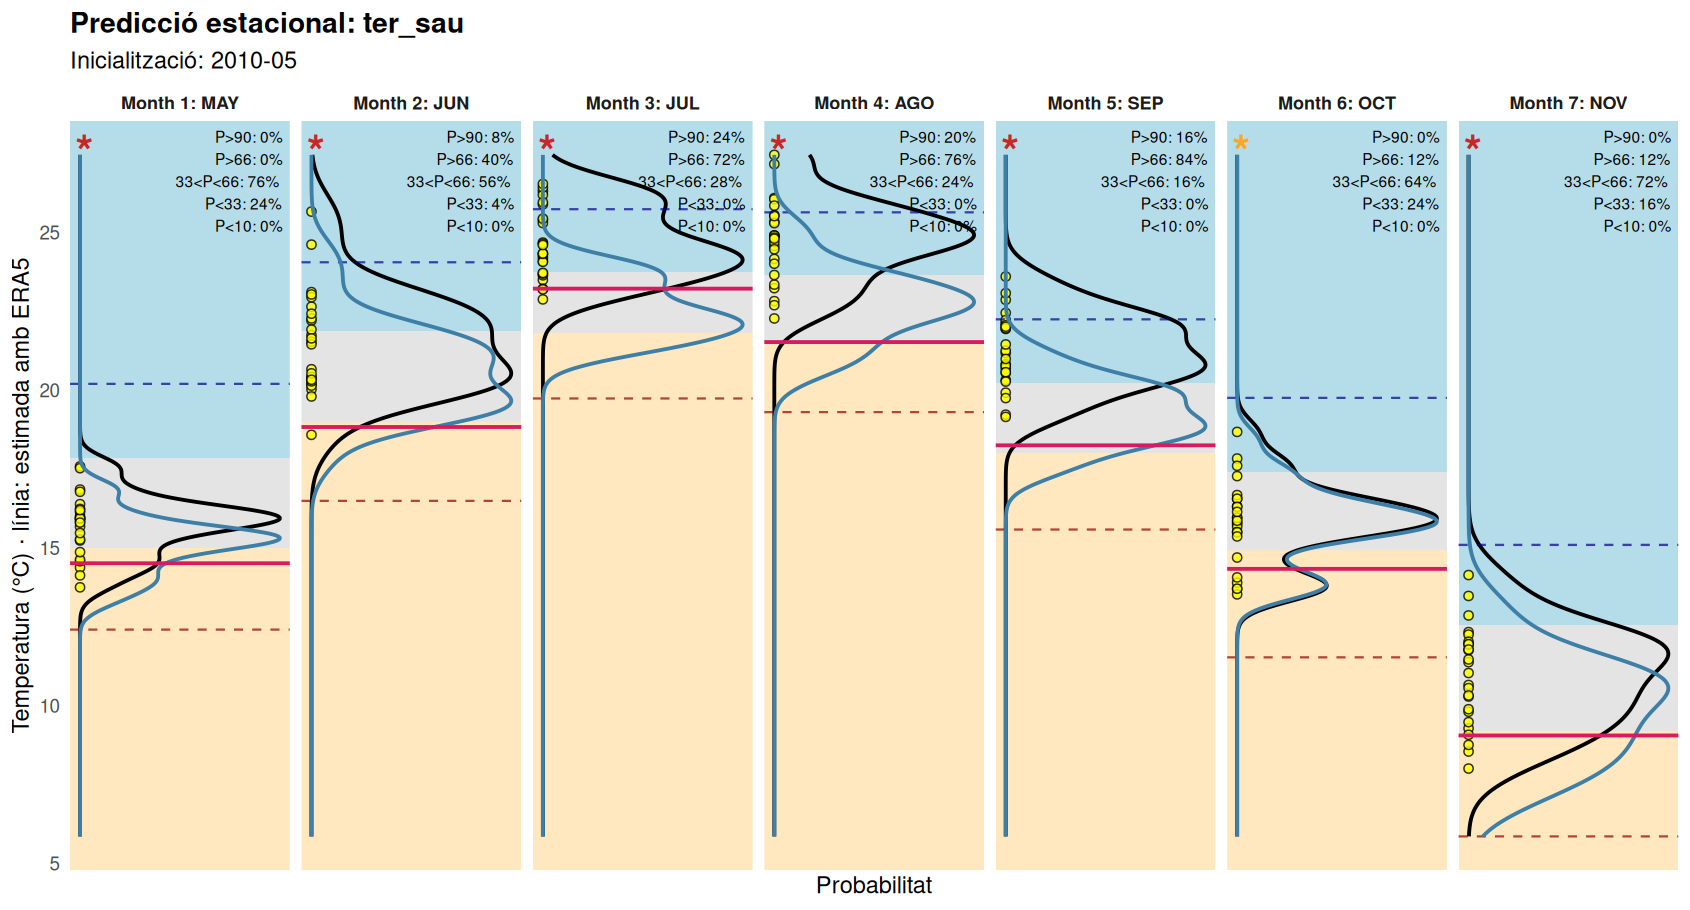 Predicció estacional: ter_sau
Inicialització: 2010-05
Month 1: MAY
Month 2: JUN
Month 3: JUL
Month 4: AGO
Month 5: SEP
Month 6: OCT
Month 7: NOV
*
P>90: 0%
P>66: 0%
33<P<66: 76%
P<33: 24%
P<10: 0%
*
P>90: 8%
P>66: 40%
33<P<66: 56%
P<33: 4%
P<10: 0%
*
P>90: 24%
P>66: 72%
33<P<66: 28%
P<33: 0%
P<10: 0%
*
P>90: 20%
P>66: 76%
33<P<66: 24%
P<33: 0%
P<10: 0%
*
P>90: 16%
P>66: 84%
33<P<66: 16%
P<33: 0%
P<10: 0%
*
P>90: 0%
P>66: 12%
33<P<66: 64%
P<33: 24%
P<10: 0%
*
P>90: 0%
P>66: 12%
33<P<66: 72%
P<33: 16%
P<10: 0%
25
20
15
10
5
Temperatura (°C) · línia: estimada amb ERA5
Probabilitat